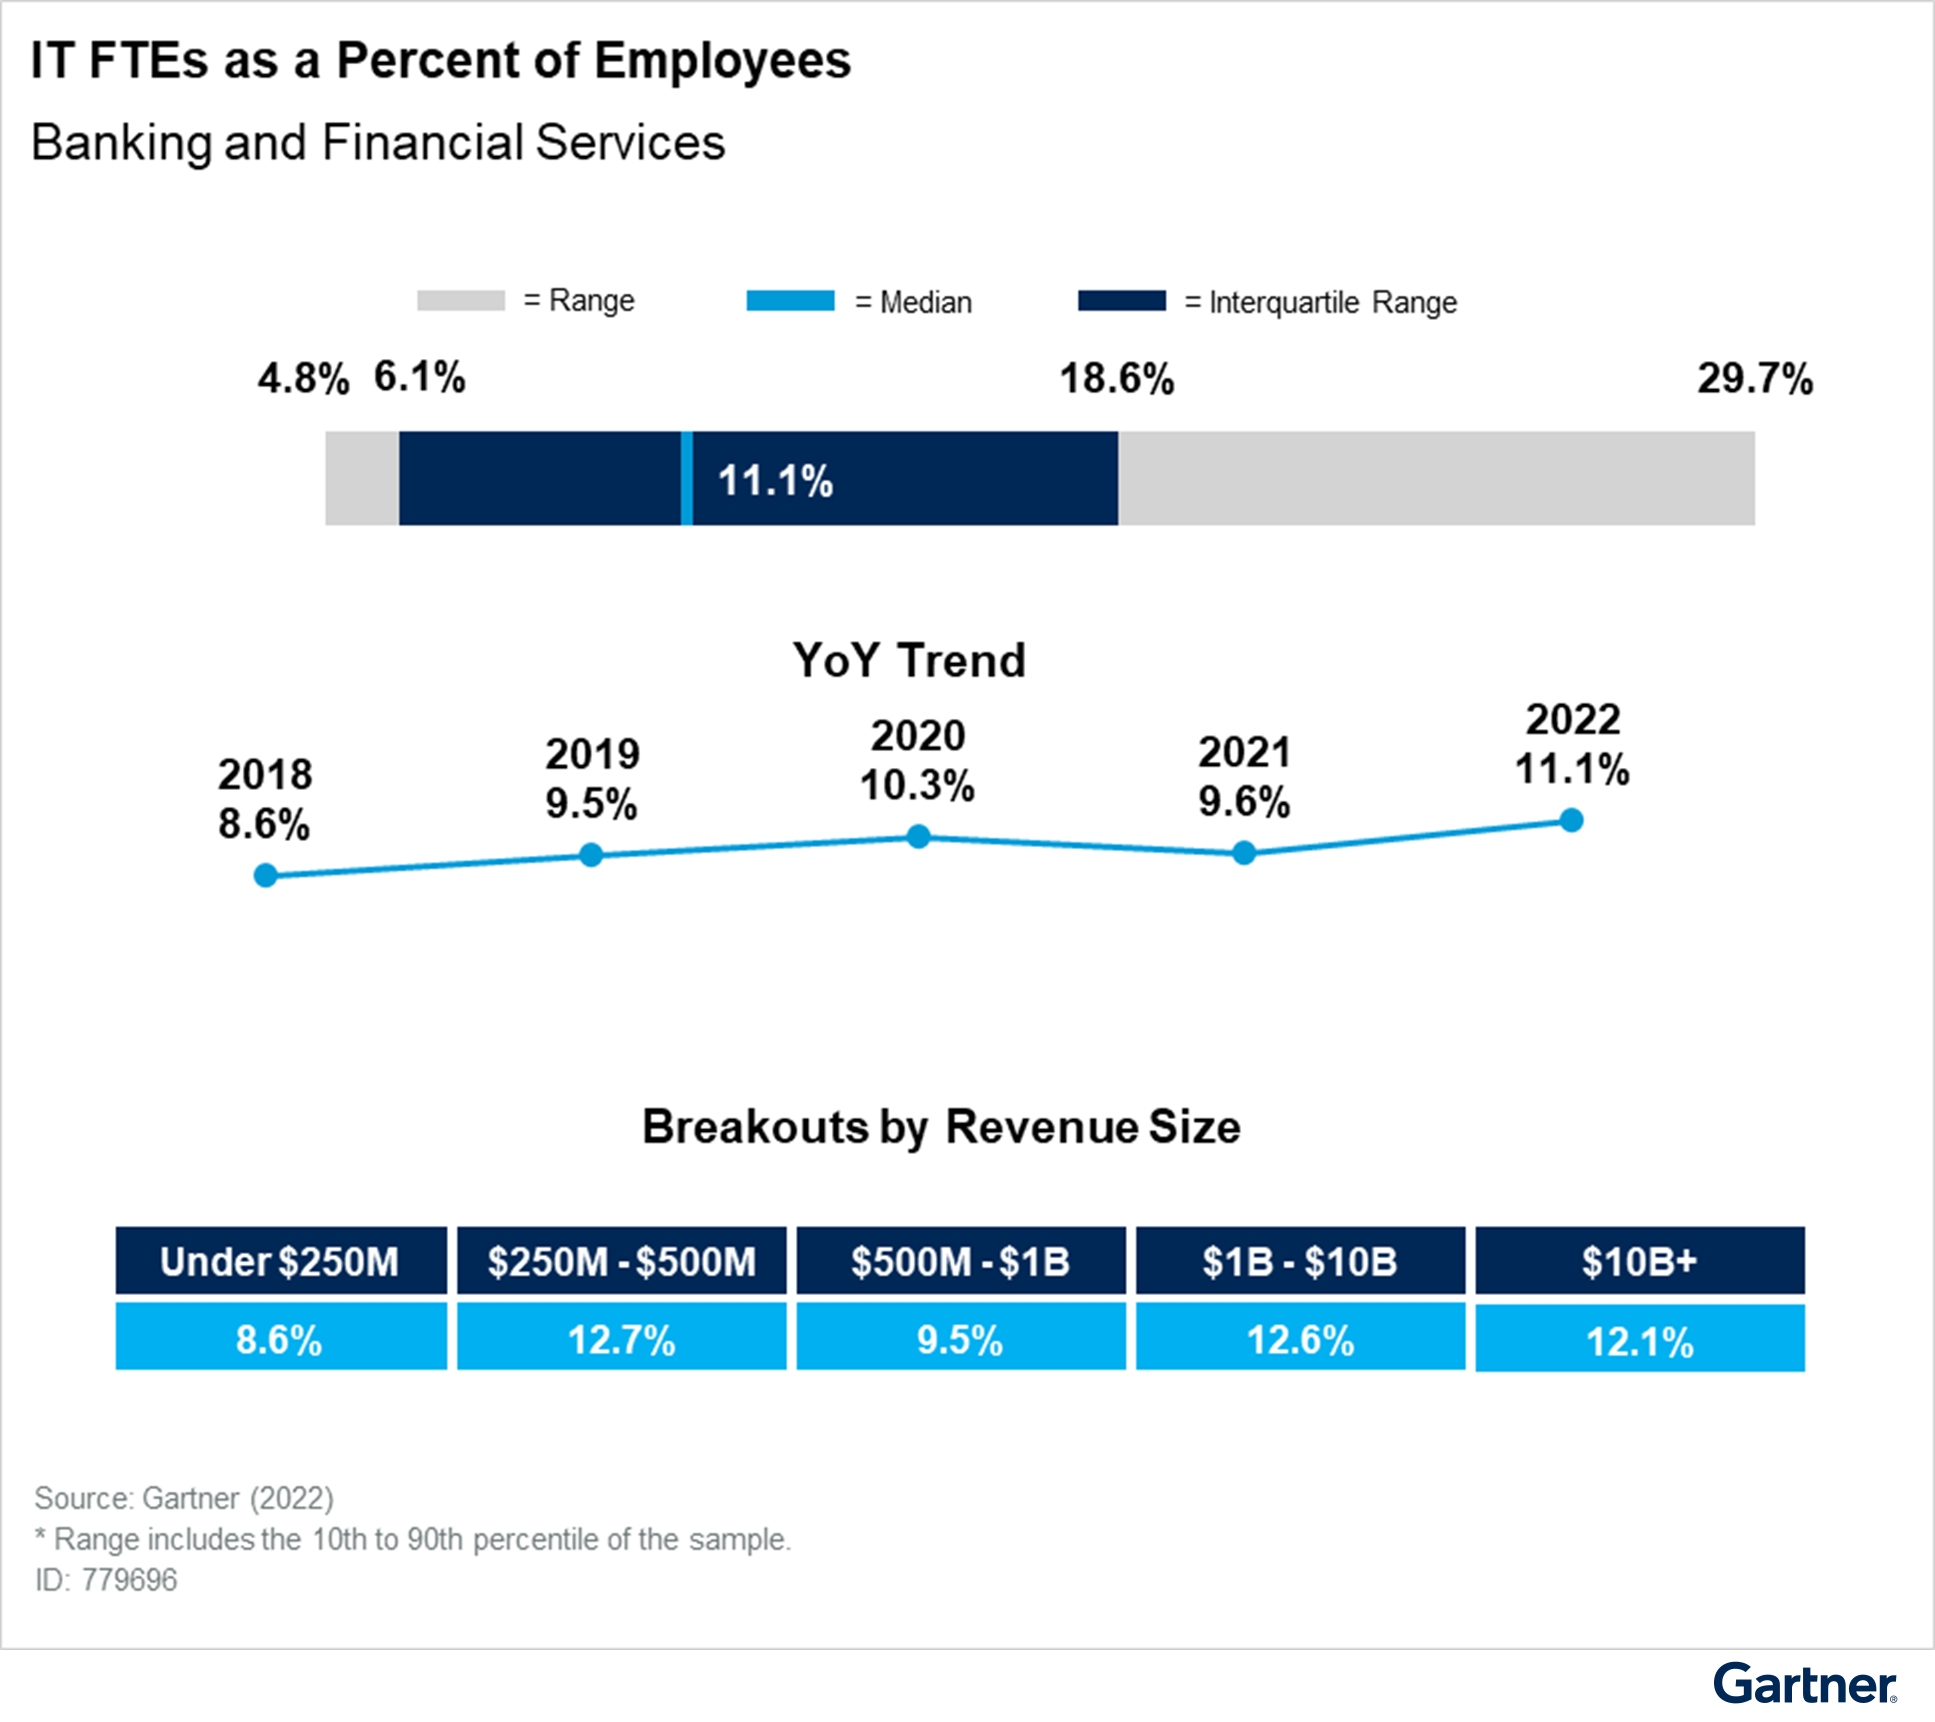 IT FTEs as a Percent of Employees
Banking and Financial Services
= Range = Median = Interquartile Range
4.8% 6.1% 18.6% 29.7%
11.1%
YoY Trend
2018 2019 2020 2021 2022
8.6% 9.5% 10.3% 9.6% 11.1%
Breakouts by Revenue Size
Under $250M $250M - $500M $500M - $1B $1B - $10B $10B+
8.6% 12.7% 9.5% 12.6% 12.1%
Source: Gartner (2022)
* Range includes the 10th to 90th percentile of the sample.
ID: 779696
Gartner®